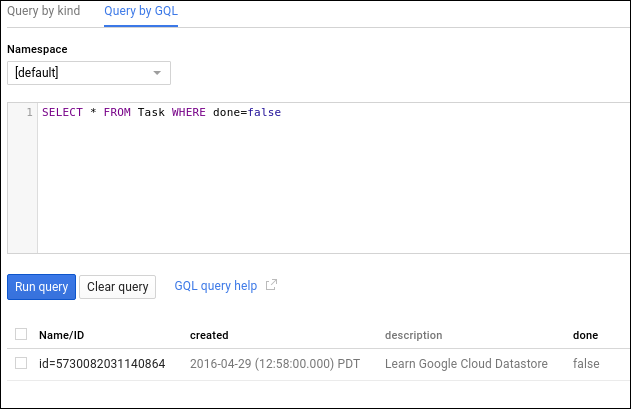 Query by kind Query by GQL
Namespace
[default]
1 SELECT * FROM Task WHERE done=false
Run query Clear query GQL query help
Name/ID created description done
id=5730082031140864 2016-04-29 (12:58:00.000) PDT Learn Google Cloud Datastore false